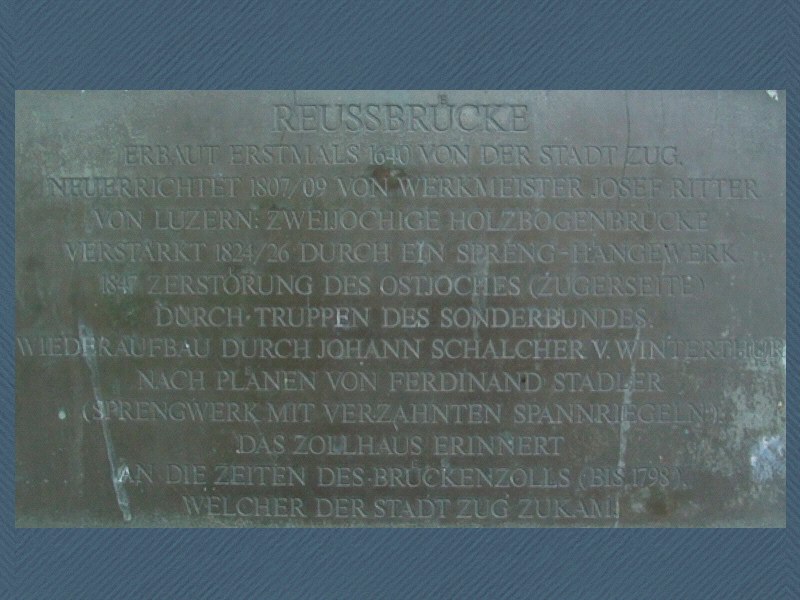 REUSSBRÜCKE
ERBAUT ERSTMALS 1640 VON DER STADT ZUG.
NEUERRICHTET 1807/09 VON WERKMEISTER JOSEF RITTER
VON LUZERN: ZWEIJOCHIGE HOLZBOGENBRÜCKE
VERSTÄRKT 1824/26 DURCH EIN SPRENG-HÄNGEWERK.
1847 ZERSTÖRUNG DES OSTJOCHES (ZUGERSEITE)
DURCH TRUPPEN DES SONDERBUNDES.
WIEDERAUFBAU DURCH JOHANN SCHALCHER V. WINTERTHUR
NACH PLÄNEN VON FERDINAND STADLER
(SPRENGWERK MIT VERZAHNTEN SPANNRIEGELN).
DAS ZOLLHAUS ERINNERT
AN DIE ZEITEN DES BRÜCKENZOLLS (BIS 1798),
WELCHER DER STADT ZUG ZUKAM.